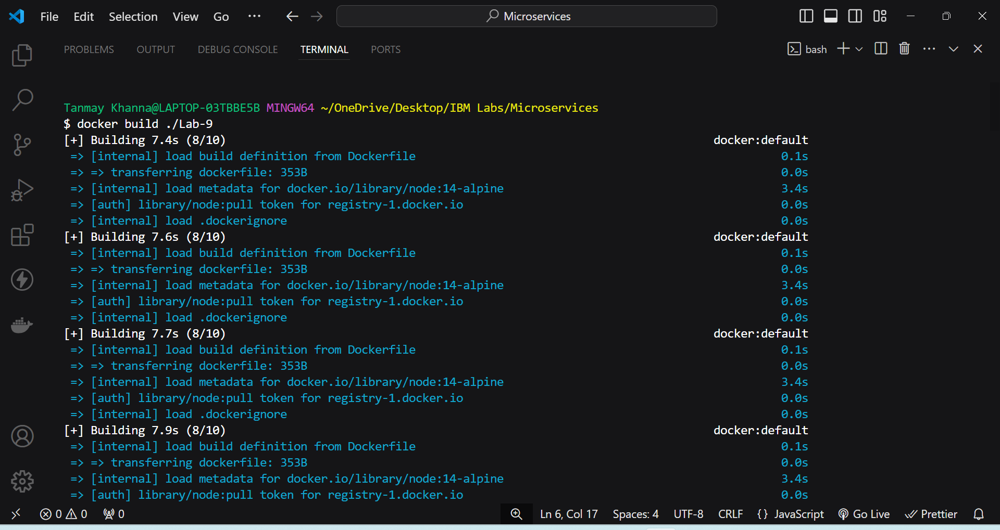 File Edit Selection View Go ··· Microservices
PROBLEMS OUTPUT DEBUG CONSOLE TERMINAL PORTS bash
Tanmay Khanna@LAPTOP-03TBBE5B MINGW64 ~/OneDrive/Desktop/IBM Labs/Microservices
$ docker build ./Lab-9
[+] Building 7.4s (8/10) docker:default
=> [internal] load build definition from Dockerfile 0.1s
=> => transferring dockerfile: 353B 0.0s
=> [internal] load metadata for docker.io/library/node:14-alpine 3.4s
=> [auth] library/node:pull token for registry-1.docker.io 0.0s
=> [internal] load .dockerignore 0.0s
[+] Building 7.6s (8/10) docker:default
=> [internal] load build definition from Dockerfile 0.1s
=> => transferring dockerfile: 353B 0.0s
=> [internal] load metadata for docker.io/library/node:14-alpine 3.4s
=> [auth] library/node:pull token for registry-1.docker.io 0.0s
=> [internal] load .dockerignore 0.0s
[+] Building 7.7s (8/10) docker:default
=> [internal] load build definition from Dockerfile 0.1s
=> => transferring dockerfile: 353B 0.0s
=> [internal] load metadata for docker.io/library/node:14-alpine 3.4s
=> [auth] library/node:pull token for registry-1.docker.io 0.0s
=> [internal] load .dockerignore 0.0s
[+] Building 7.9s (8/10) docker:default
=> [internal] load build definition from Dockerfile 0.1s
=> => transferring dockerfile: 353B 0.0s
=> [internal] load metadata for docker.io/library/node:14-alpine 3.4s
=> [auth] library/node:pull token for registry-1.docker.io 0.0s
0 0 0 Ln 6, Col 17 Spaces: 4 UTF-8 CRLF {} JavaScript Go Live Prettier